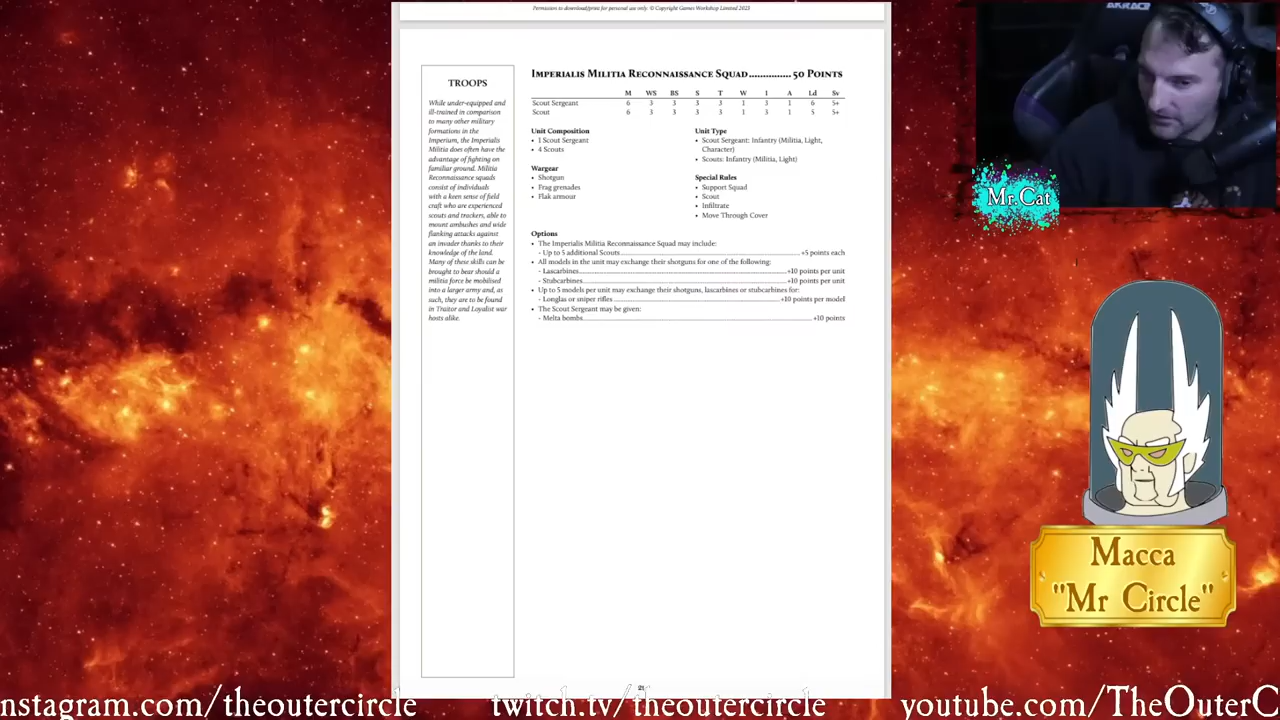 Permission to download/print for personal use only. © Copyright Games Workshop Limited 2023
TROOPS
While under-equipped and
ill-trained in comparison
to many other military
formations in the
Imperium, the Imperialis
Militia does often have the
advantage of fighting on
familiar ground. Militia
Reconnaissance squads
consist of individuals
with a keen sense of field
craft who are experienced
scouts and trackers, able to
mount ambushes and wide
flanking attacks against
an invader thanks to their
knowledge of the land.
Many of these skills can be
brought to bear should a
militia force be mobilised
into a larger army and, as
such, they are to be found
in Traitor and Loyalist war
hosts alike.
Imperialis Militia Reconnaissance Squad.............. 50 Points
M WS BS S T W I A Ld Sv
Scout Sergeant 6 3 3 3 3 1 3 1 6 5+
Scout 6 3 3 3 3 1 3 1 5 5+
Unit Composition
• 1 Scout Sergeant
• 4 Scouts
Wargear
• Shotgun
• Frag grenades
• Flak armour
Unit Type
• Scout Sergeant: Infantry (Militia, Light,
Character)
• Scouts: Infantry (Militia, Light)
Special Rules
• Support Squad
• Scout
• Infiltrate
• Move Through Cover
Options
• The Imperialis Militia Reconnaissance Squad may include:
- Up to 5 additional Scouts +5 points each
• All models in the unit may exchange their shotguns for one of the following:
- Lascarbines +10 points per unit
- Stubcarbines +10 points per unit
• Up to 5 models per unit may exchange their shotguns, lascarbines or stubcarbines for:
- Longlas or sniper rifles +10 points per model
• The Scout Sergeant may be given:
- Melta bombs +10 points
21
Mr.Cat
Macca
"Mr Circle"
nstagram.com/theoutercircle twitch.tv/theoutercircle youtube.com/TheOuterC